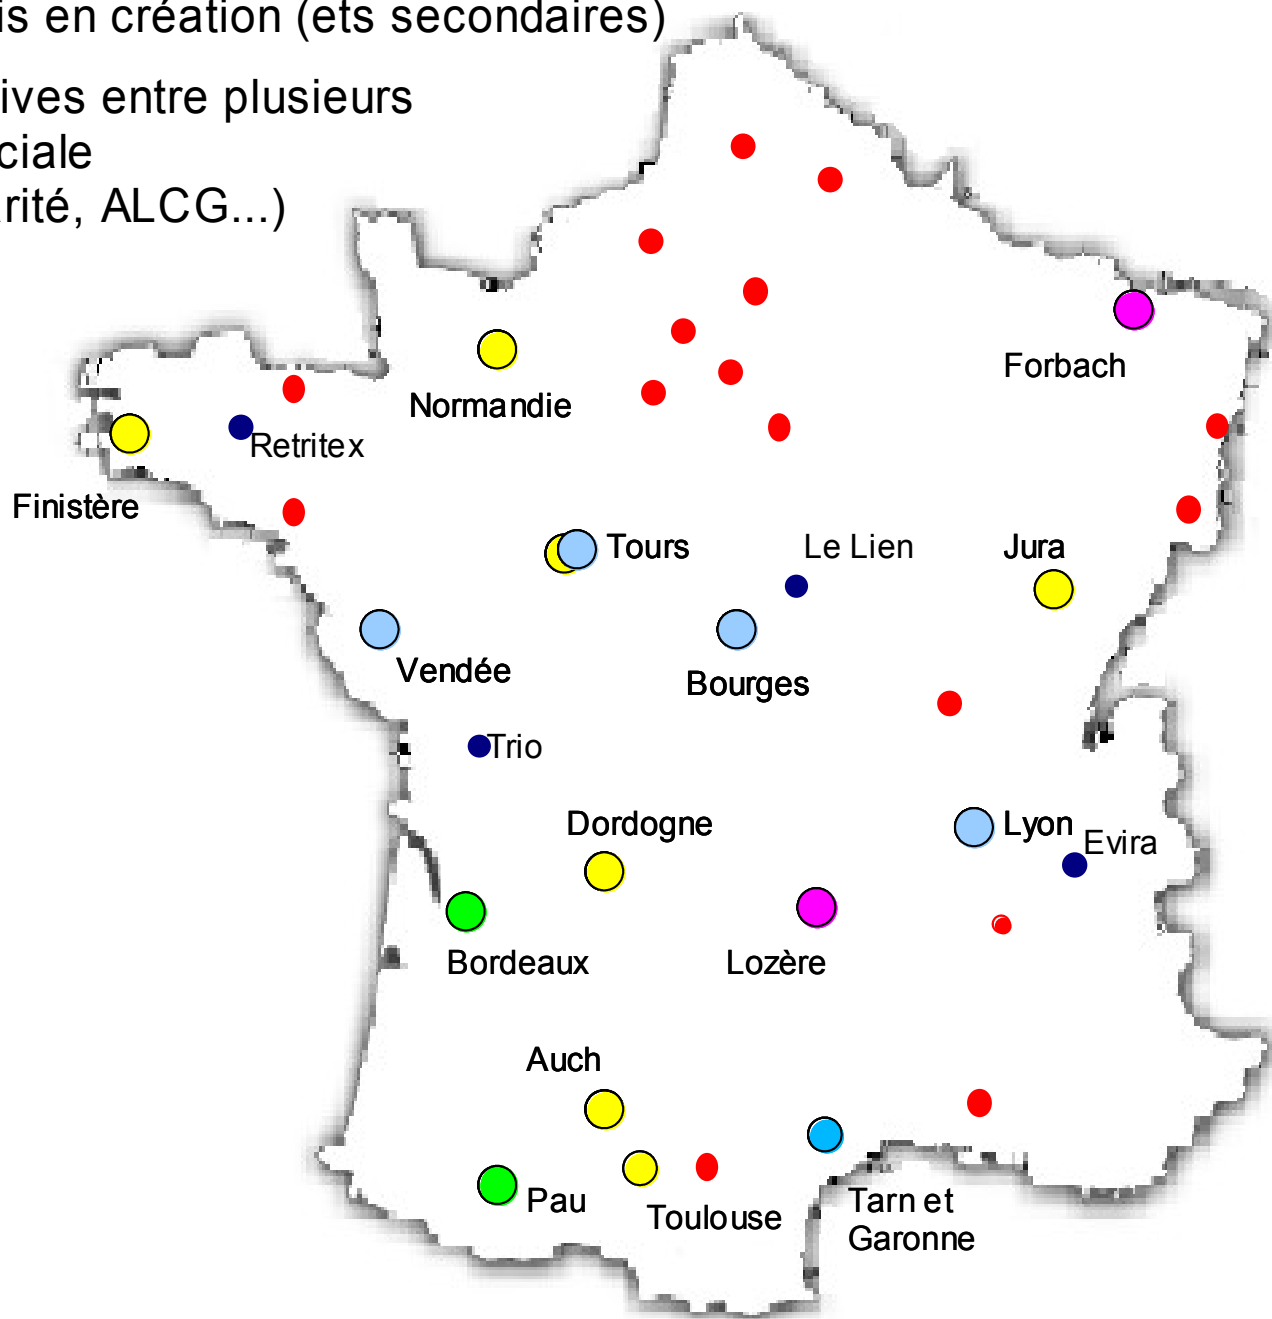 is en création (ets secondaires)
ives entre plusieurs
ciale
rité, ALCG...)
Forbach
Normandie
Retritex
Finistère
Tours
Le Lien
Jura
Vendée
Bourges
Trio
Dordogne
Lyon
Evira
Bordeaux
Lozère
Auch
Pau
Toulouse
Tarn et
Garonne